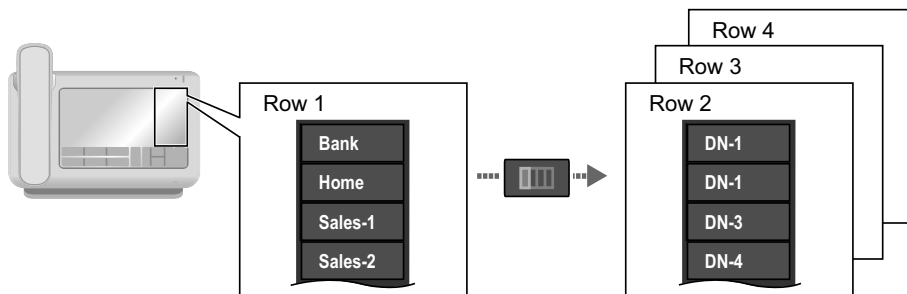 Row 4
Row 3
Row 1
Row 2
Bank
Home
Sales-1
Sales-2
DN-1
DN-1
DN-3
DN-4